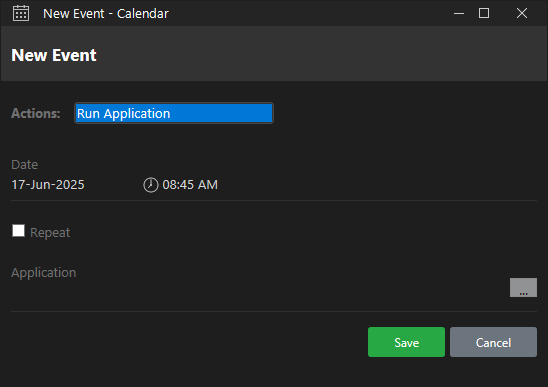 New Event - Calendar
New Event
Actions: Run Application
Date
17-Jun-2025 08:45 AM
Repeat
Application
...
Save Cancel